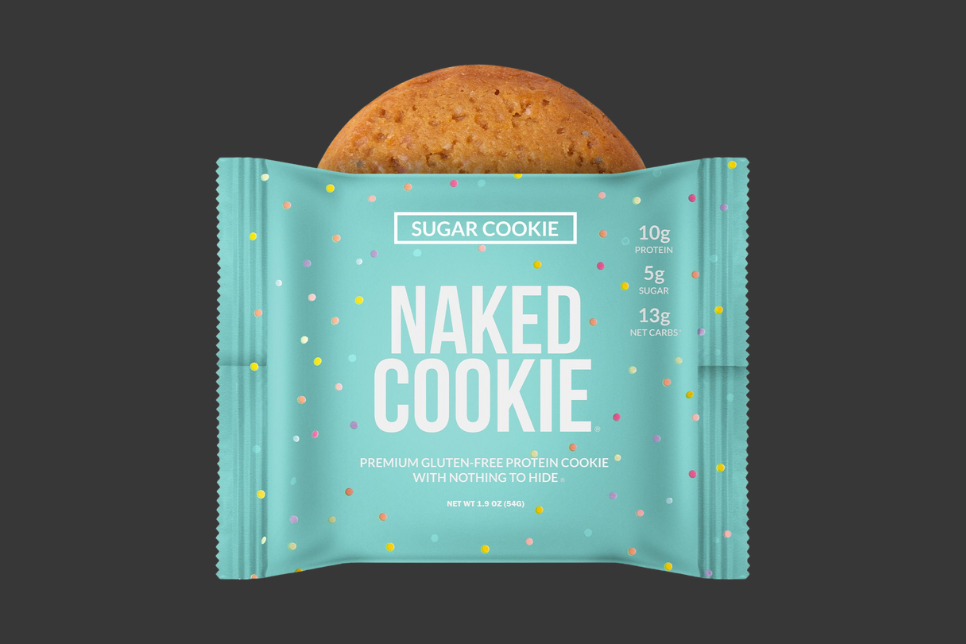 SUGAR COOKIE
10g
PROTEIN
5g
SUGAR
13g
NET CARBS*
NAKED
COOKIE
PREMIUM GLUTEN-FREE PROTEIN COOKIE
WITH NOTHING TO HIDE
NET WT 1.9 OZ (54G)